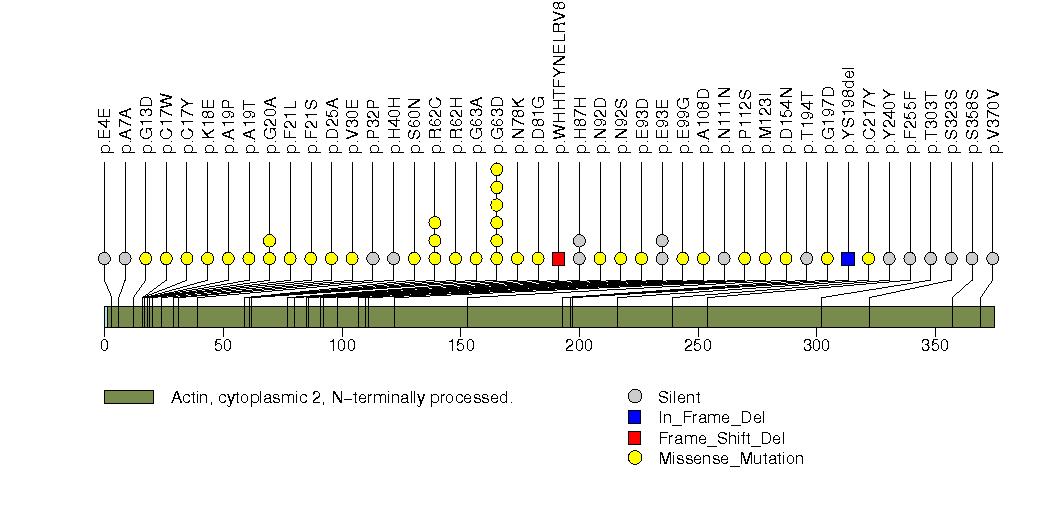 p.E4E
p.A7A
p.G13D
p.C17W
p.C17Y
p.K18E
p.A19P
p.A19T
p.G20A
p.F21L
p.F21S
p.D25A
p.V30E
p.P32P
p.H40H
p.S60N
p.R62C
p.R62H
p.G63A
p.G63D
p.N78K
p.D81G
p.WHHTFYNELRV8
p.H87H
p.N92D
p.N92S
p.E93D
p.E93E
p.E99G
p.A108D
p.N111N
p.P112S
p.M123I
p.D154N
p.T194T
p.G197D
p.YS198del
p.C217Y
p.Y240Y
p.F255F
p.T303T
p.S323S
p.S358S
p.V370V
0 50 100 150 200 250 300 350
Actin, cytoplasmic 2, N−terminally processed.
Silent
In_Frame_Del
Frame_Shift_Del
Missense_Mutation